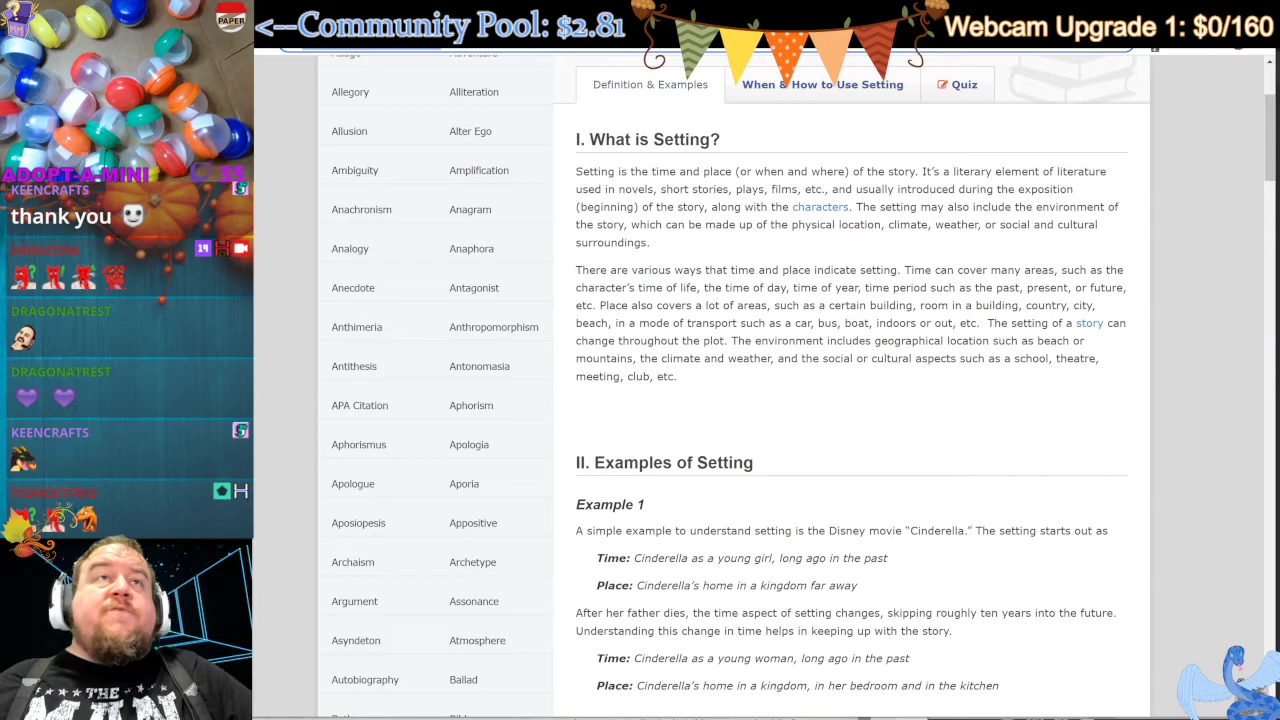 <--Community Pool: $2.81
Webcam Upgrade 1: $0/160
PAPER
ADOPT-A-MINI 35
KEENCRAFTS
thank you
HEROZONE
DRAGONATREST
DRAGONATREST
KEENCRAFTS
THE
Allegory Alliteration
Allusion Alter Ego
Ambiguity Amplification
Anachronism Anagram
Analogy Anaphora
Anecdote Antagonist
Anthimeria Anthropomorphism
Antithesis Antonomasia
APA Citation Aphorism
Aphorismus Apologia
Apologue Aporia
Aposiopesis Appositive
Archaism Archetype
Argument Assonance
Asyndeton Atmosphere
Autobiography Ballad
Definition & Examples When & How to Use Setting Quiz
I. What is Setting?
Setting is the time and place (or when and where) of the story. It’s a literary element of literature
used in novels, short stories, plays, films, etc., and usually introduced during the exposition
(beginning) of the story, along with the characters. The setting may also include the environment of
the story, which can be made up of the physical location, climate, weather, or social and cultural
surroundings.
There are various ways that time and place indicate setting. Time can cover many areas, such as the
character’s time of life, the time of day, time of year, time period such as the past, present, or future,
etc. Place also covers a lot of areas, such as a certain building, room in a building, country, city,
beach, in a mode of transport such as a car, bus, boat, indoors or out, etc. The setting of a story can
change throughout the plot. The environment includes geographical location such as beach or
mountains, the climate and weather, and the social or cultural aspects such as a school, theatre,
meeting, club, etc.
II. Examples of Setting
Example 1
A simple example to understand setting is the Disney movie “Cinderella.” The setting starts out as
Time: Cinderella as a young girl, long ago in the past
Place: Cinderella’s home in a kingdom far away
After her father dies, the time aspect of setting changes, skipping roughly ten years into the future.
Understanding this change in time helps in keeping up with the story.
Time: Cinderella as a young woman, long ago in the past
Place: Cinderella’s home in a kingdom, in her bedroom and in the kitchen